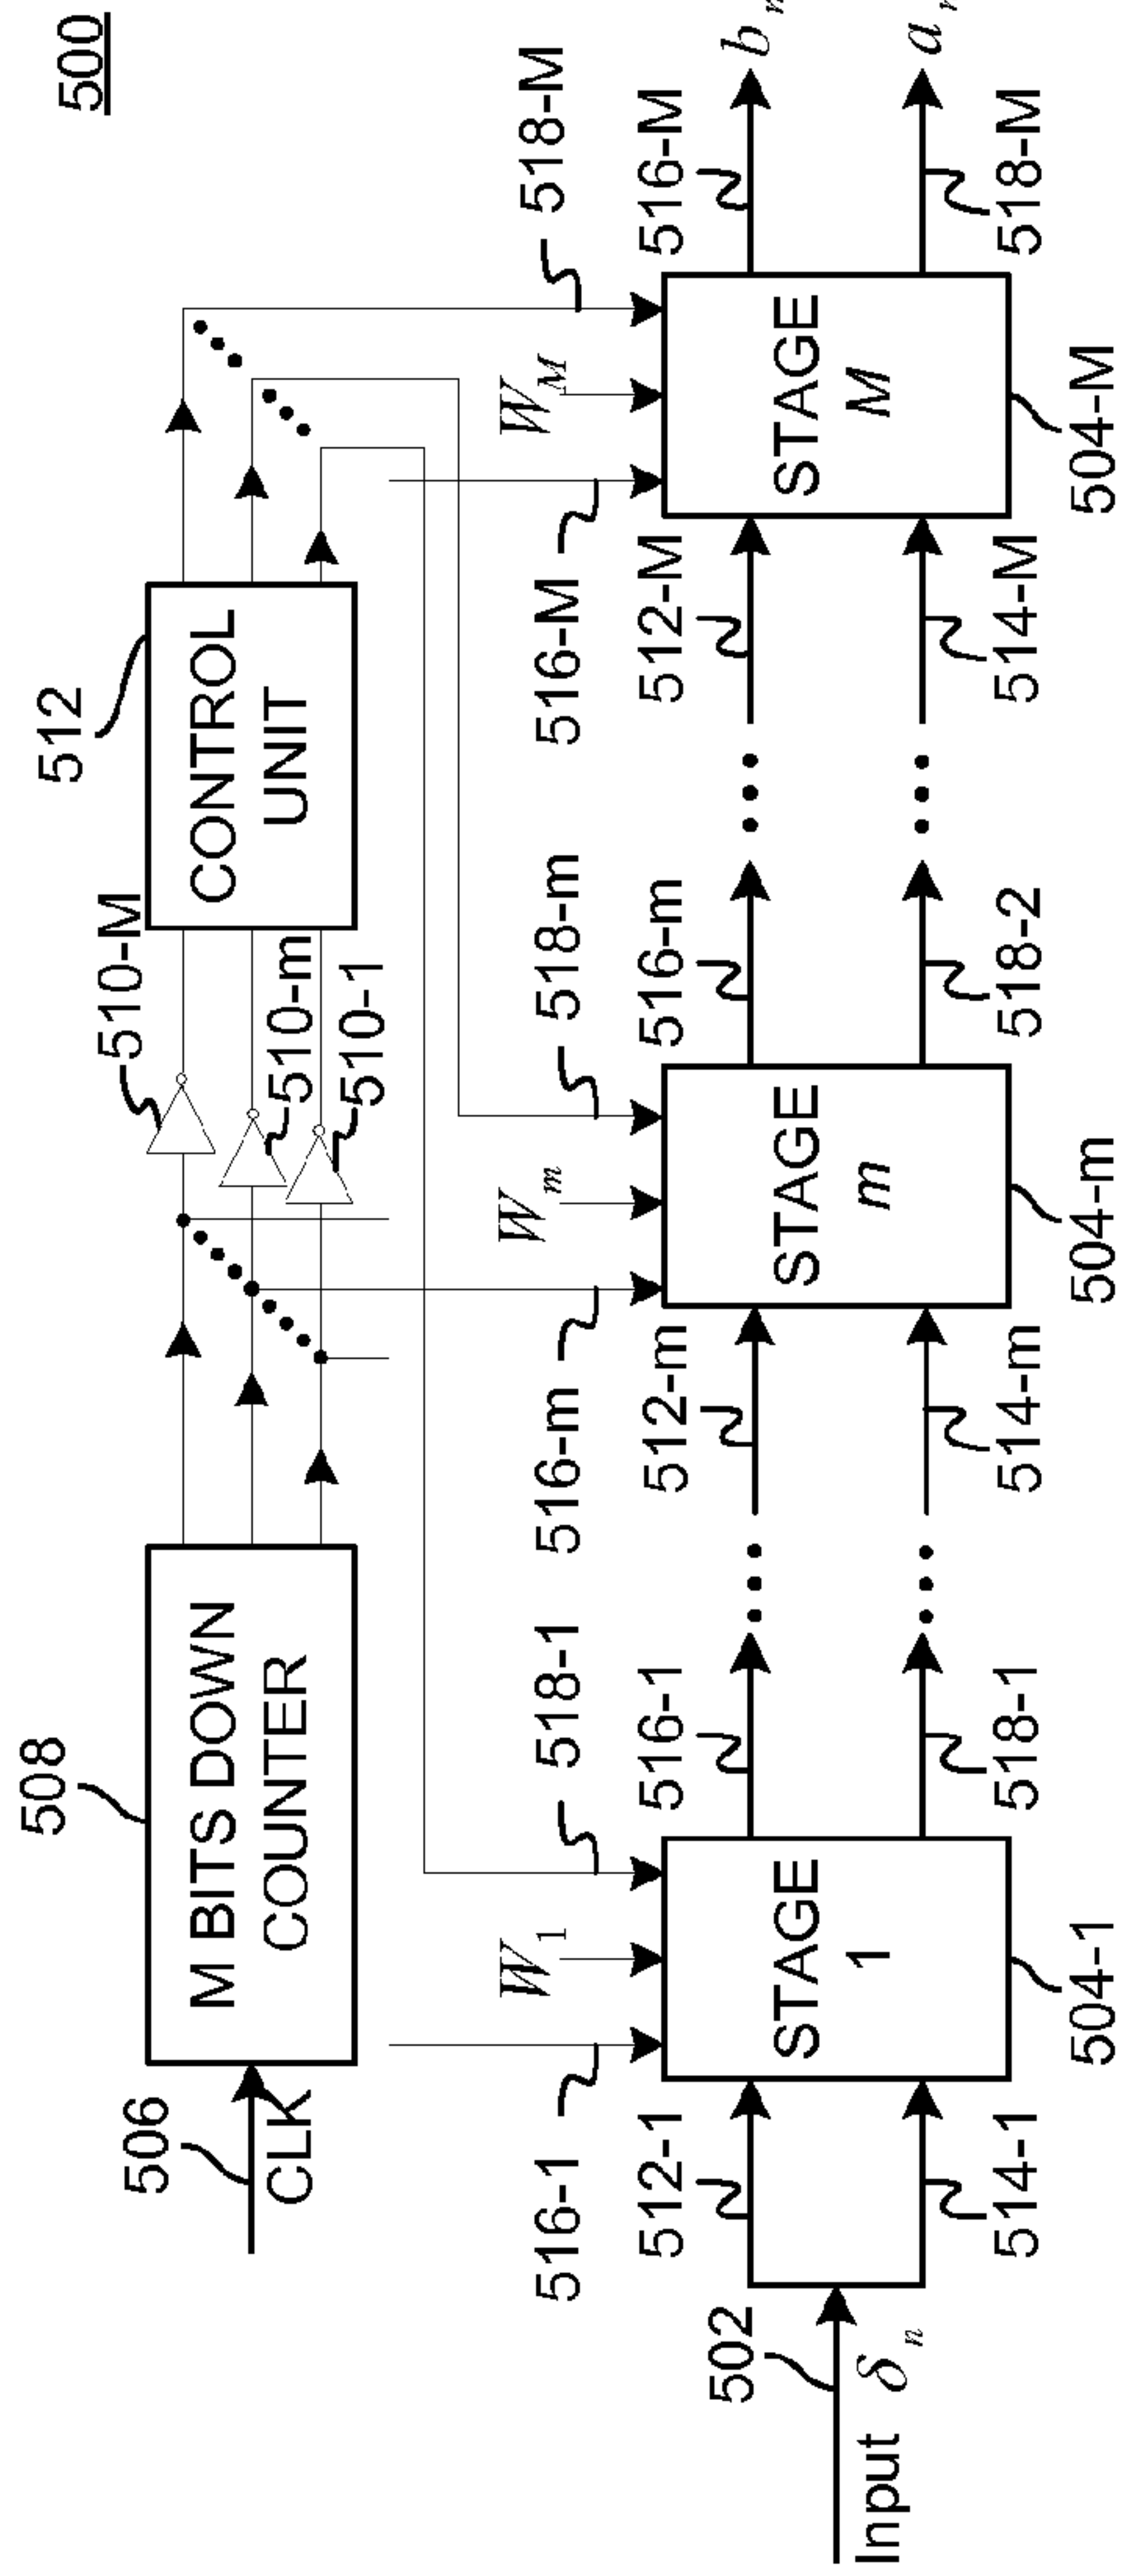 500
508
M BITS DOWN
COUNTER
506
CLK
510-M
510-m
510-1
512
CONTROL
UNIT
516-1
W1
518-1
516-m
Wm
518-m
516-M
WM
518-M
502
Input δn
512-1
514-1
STAGE
1
504-1
516-1
518-1
512-m
514-m
STAGE
m
504-m
516-m
518-2
512-M
514-M
STAGE
M
504-M
516-M
518-M
b
a